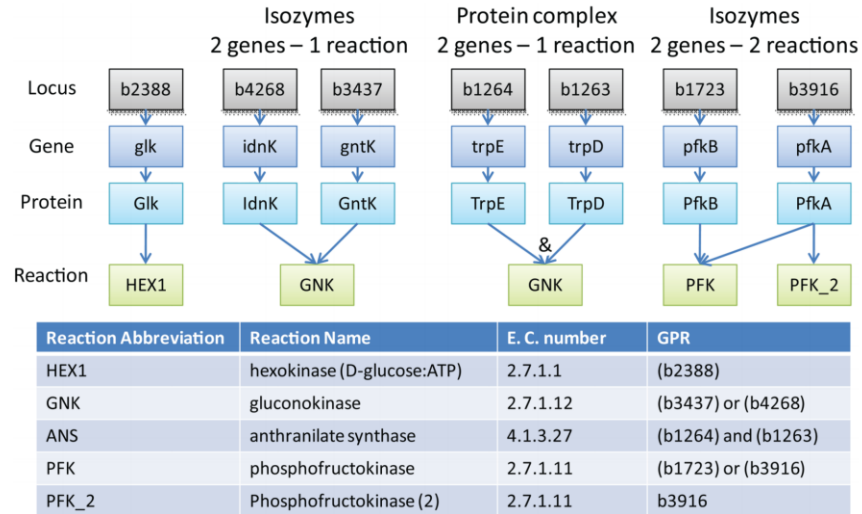 Isozymes Protein complex Isozymes
2 genes – 1 reaction 2 genes – 1 reaction 2 genes – 2 reactions
Locus b2388 b4268 b3437 b1264 b1263 b1723 b3916
Gene glk idnK gntK trpE trpD pfkB pfkA
Protein Glk IdnK GntK TrpE TrpD PfkB PfkA
&
Reaction HEX1 GNK GNK PFK PFK_2
Reaction Abbreviation Reaction Name E. C. number GPR
HEX1 hexokinase (D-glucose:ATP) 2.7.1.1 (b2388)
GNK gluconokinase 2.7.1.12 (b3437) or (b4268)
ANS anthranilate synthase 4.1.3.27 (b1264) and (b1263)
PFK phosphofructokinase 2.7.1.11 (b1723) or (b3916)
PFK_2 Phosphofructokinase (2) 2.7.1.11 b3916